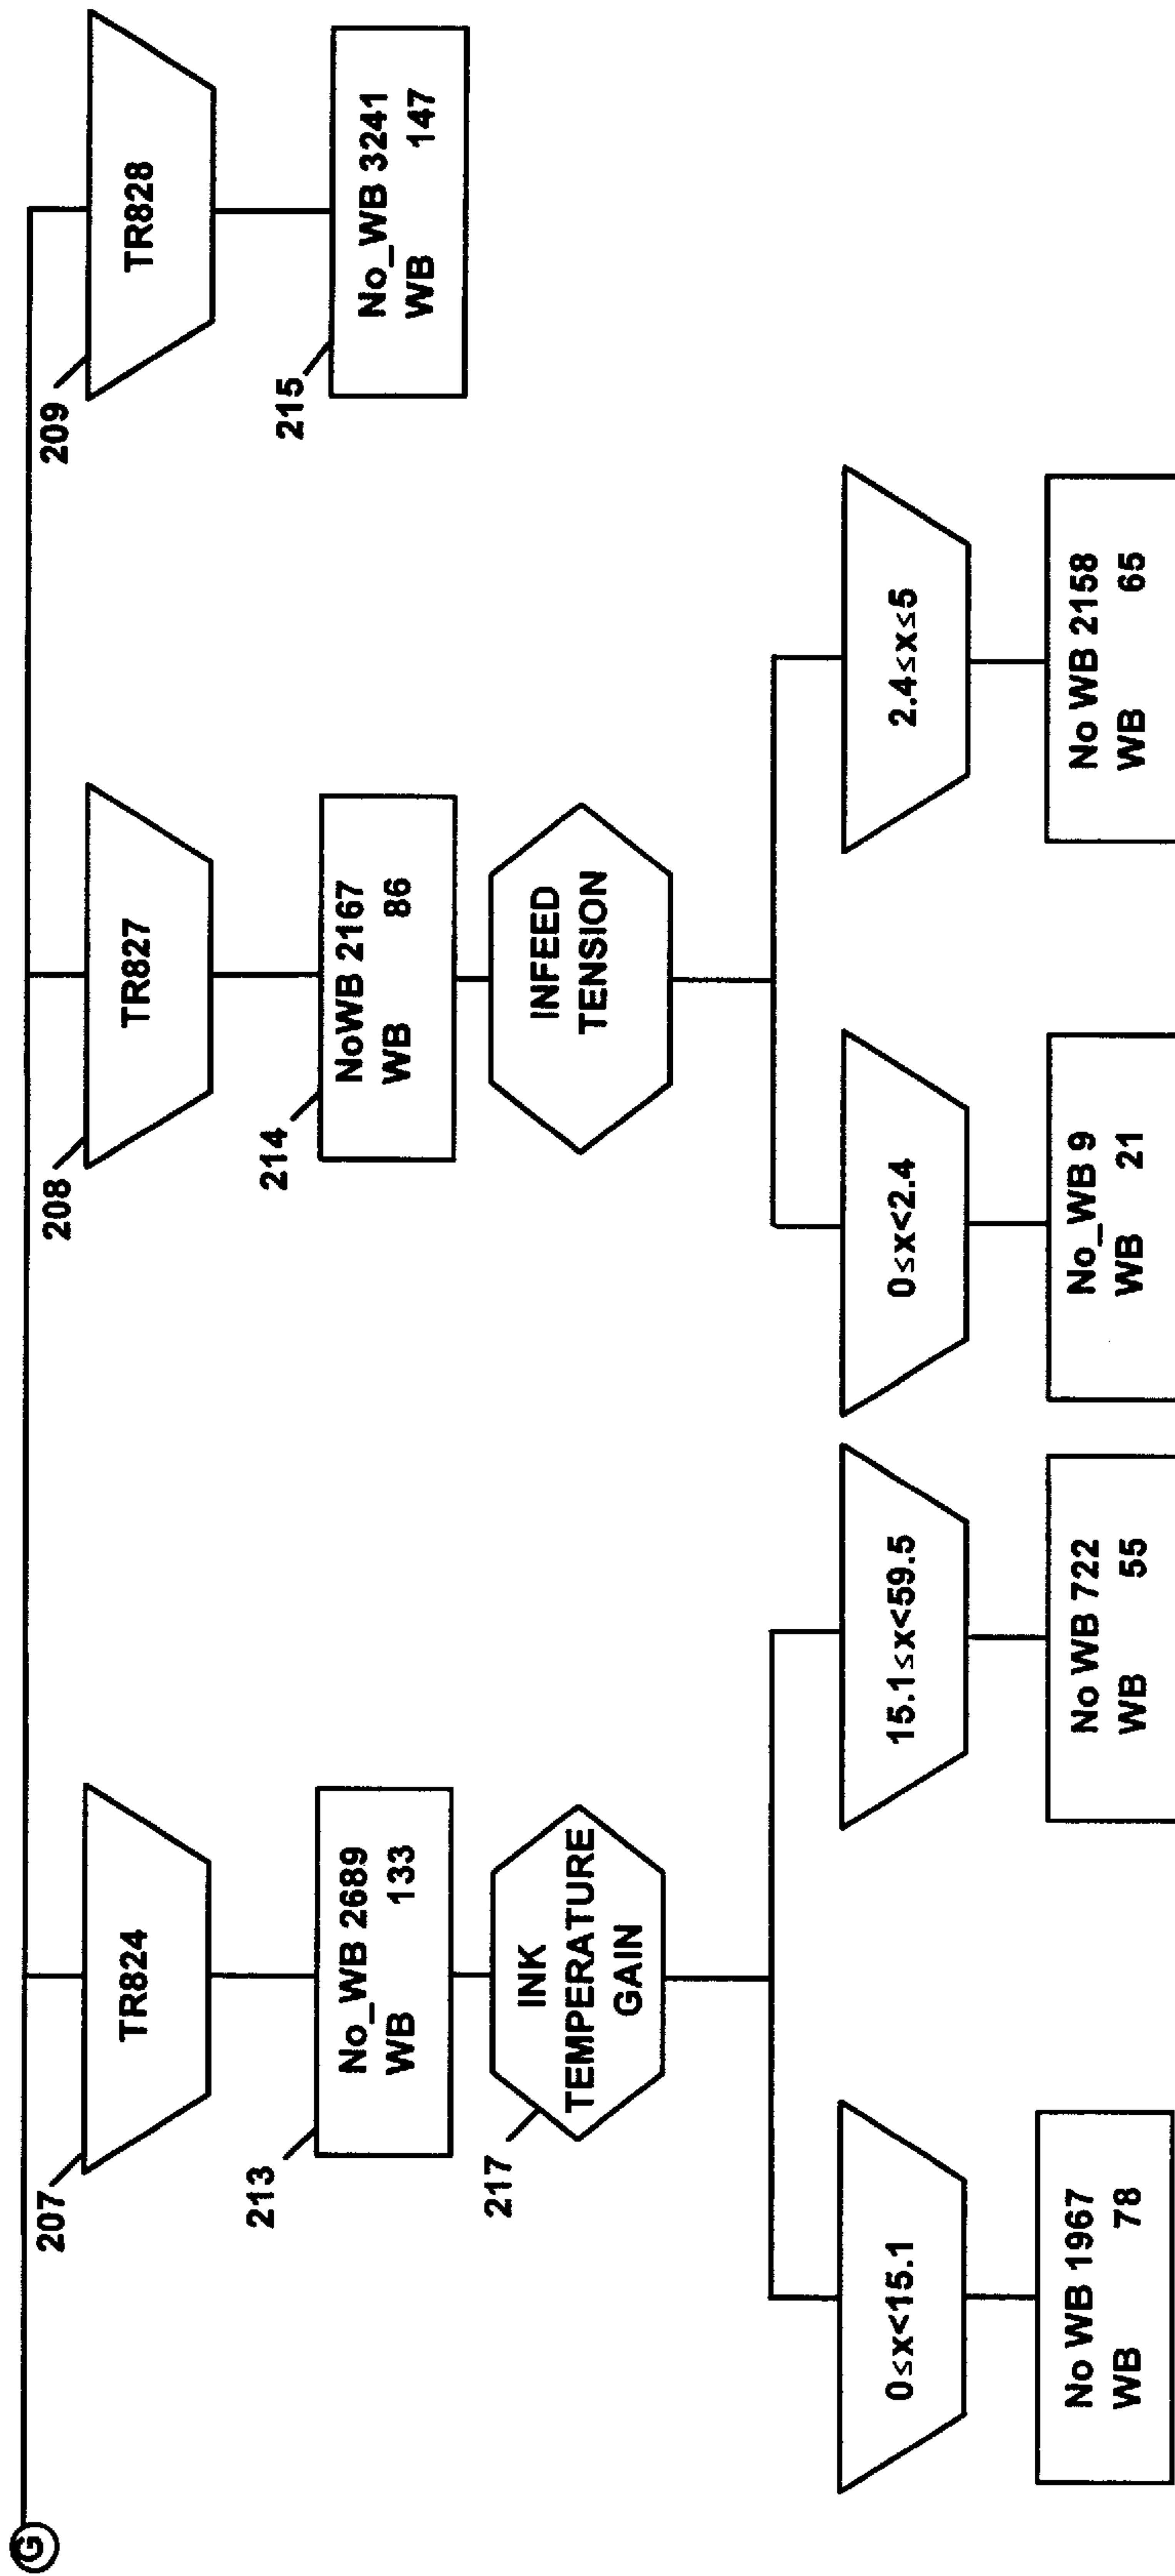 G
207
TR824
208
TR827
209
TR828
213
No_WB 2689
WB 133
214
NoWB 2167
WB 86
215
No_WB 3241
WB 147
217
INK
TEMPERATURE
GAIN
INFEED
TENSION
0≤x<15.1
15.1≤x<59.5
0≤x<2.4
2.4≤x≤5
No WB 1967
WB 78
No WB 722
WB 55
No_WB 9
WB 21
No WB 2158
WB 65